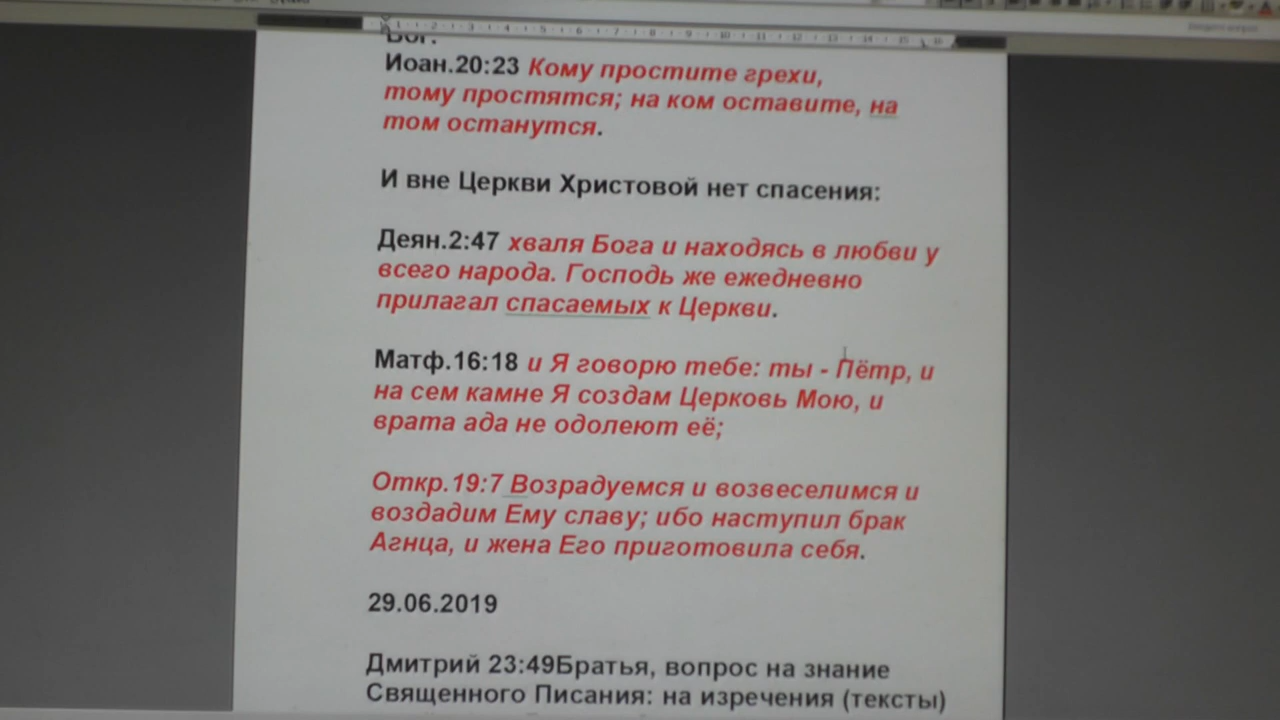 Бог.
Иоан.20:23 Кому простите грехи,
тому простятся; на ком оставите, на
том останутся.
И вне Церкви Христовой нет спасения:
Деян.2:47 хваля Бога и находясь в любви у
всего народа. Господь же ежедневно
прилагал спасаемых к Церкви.
Матф.16:18 и Я говорю тебе: ты - Пётр, и
на сем камне Я создам Церковь Мою, и
врата ада не одолеют её;
Откр.19:7 Возрадуемся и возвеселимся и
воздадим Ему славу; ибо наступил брак
Агнца, и жена Его приготовила себя.
29.06.2019
Дмитрий 23:49Братья, вопрос на знание
Священного Писания: на изречения (тексты)